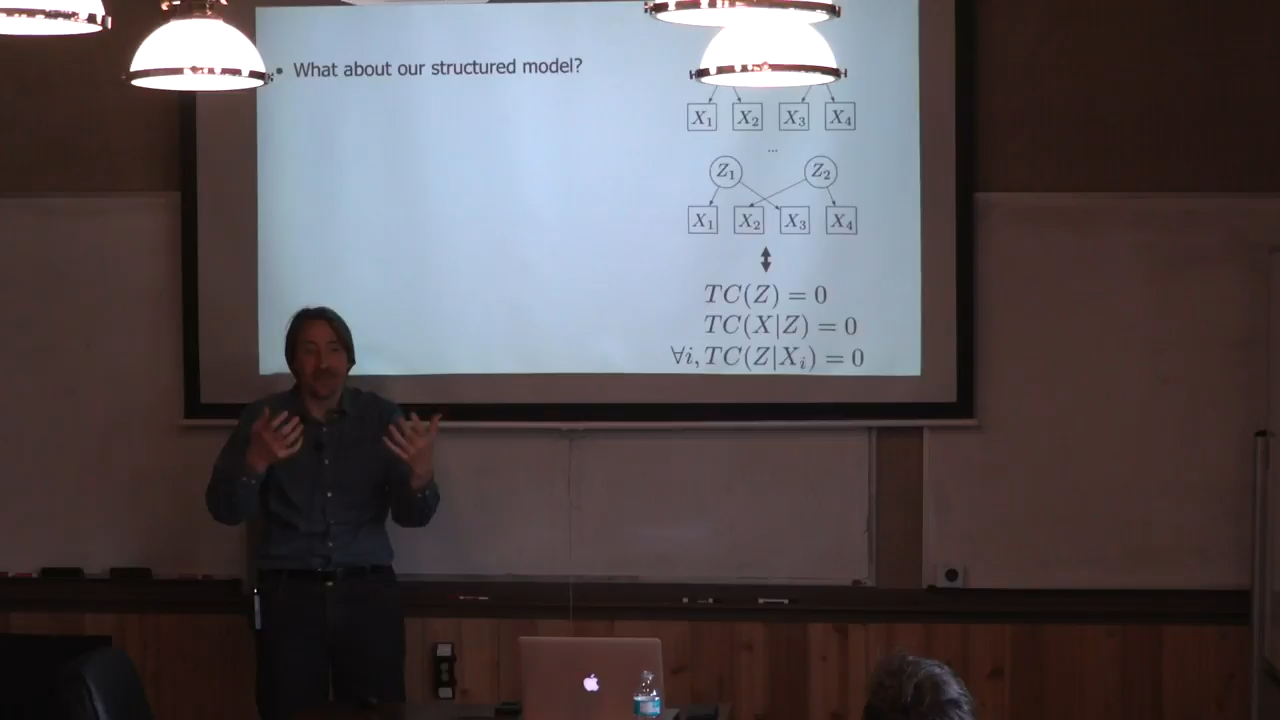 • What about our structured model?
X₁ X₂ X₃ X₄
...
Z₁ Z₂
X₁ X₂ X₃ X₄
TC(Z) = 0
TC(X|Z) = 0
∀i, TC(Z|Xᵢ) = 0